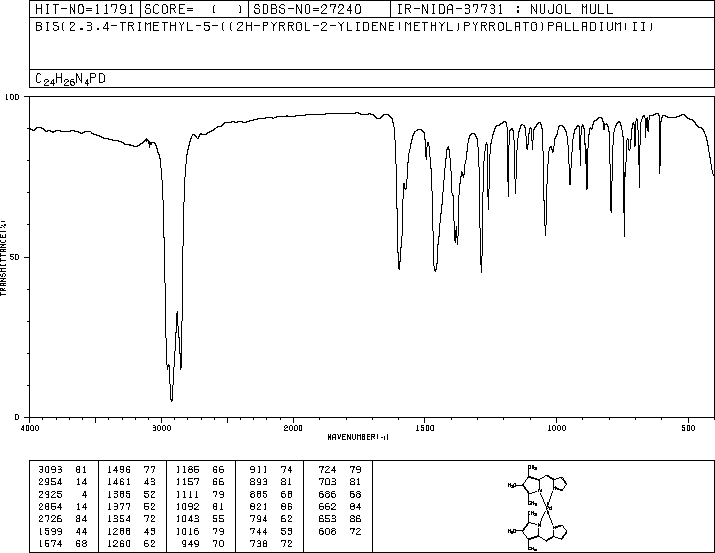 HIT-NO=11791 SCORE= ( ) SDBS-NO=27240 IR-NIDA-37731 : NUJOL MULL
BIS(2,3,4-TRIMETHYL-5-((2H-PYRROL-2-YLIDENE)METHYL)PYRROLATO)PALLADIUM(II)
C24H26N4PD
100
50
0
TRANSMITTANCE(%)
4000 3000 2000 1500 1000 500
WAVENUMBER(-1)
3093 81 1496 77 1186 66 911 74 724 79
2954 14 1461 43 1157 66 893 81 703 81
2925 4 1385 52 1111 79 885 68 686 68
2854 14 1377 52 1092 81 821 86 662 84
2726 84 1354 72 1043 55 794 62 653 86
1599 44 1288 43 1016 79 744 55 608 72
1574 68 1260 62 949 70 738 72